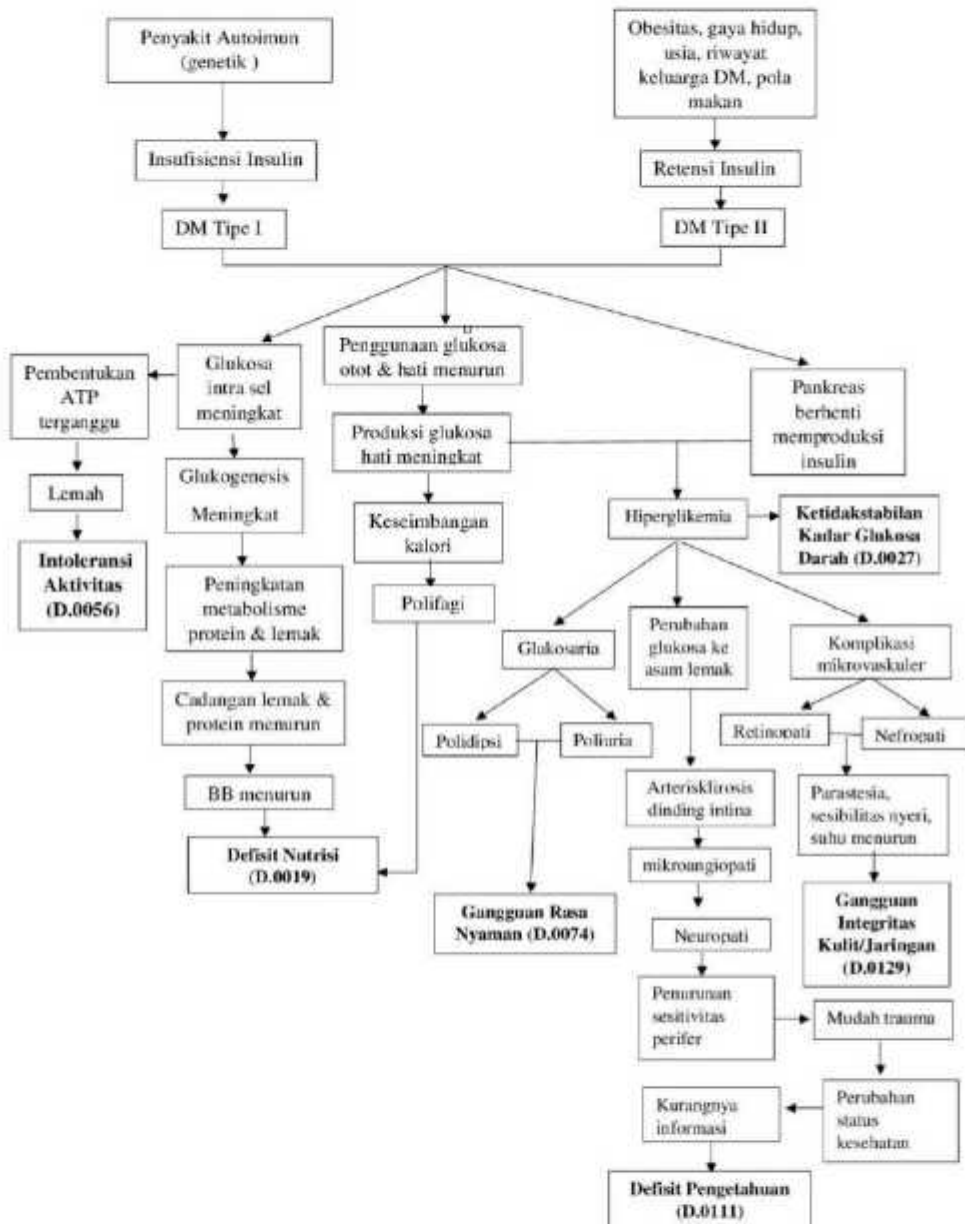 Penyakit Autoimun
(genetik )
Obesitas, gaya hidup,
usia, riwayat
keluarga DM, pola
makan
Insufisiensi Insulin
Retensi Insulin
DM Tipe I
DM Tipe II
Pembentukan
ATP
terganggu
Glukosa
intra sel
meningkat
Penggunaan glukosa
otot & hati menurun
Pankreas
berhenti
memproduksi
insulin
Produksi glukosa
hati meningkat
Lemah
Glukogenesis
Meningkat
Keseimbangan
kalori
Hiperglikemia
Ketidakstabilan
Kadar Glukosa
Darah (D.0027)
Intoleransi
Aktivitas
(D.0056)
Peningkatan
metabolisme
protein & lemak
Polifagi
Glukosaria
Perubahan
glukosa ke
asam lemak
Komplikasi
mikrovaskuler
Cadangan lemak &
protein menurun
Polidipsi
Poliuria
Retinopati
Nefropati
BB menurun
Arterisklirosis
dinding intina
Parastesia,
sesibilitas nyeri,
suhu menurun
Defisit Nutrisi
(D.0019)
mikroangiopati
Gangguan Rasa
Nyaman (D.0074)
Gangguan
Integritas
Kulit/Jaringan
(D.0129)
Neuropati
Penurunan
sesitivitas
perifer
Mudah trauma
Kurangnya
informasi
Perubahan
status
kesehatan
Defisit Pengetahuan
(D.0111)